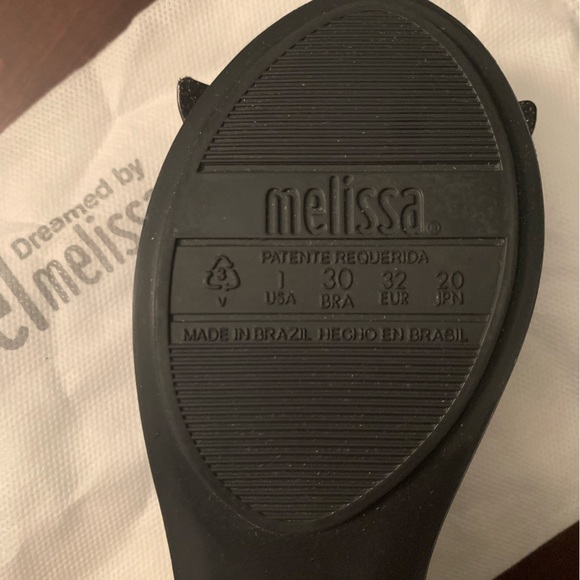 melissa®
PATENTE REQUERIDA
3 1 30 32 20
V USA BRA EUR JPN
MADE IN BRAZIL HECHO EN BRASIL
Dreamed by
melissa